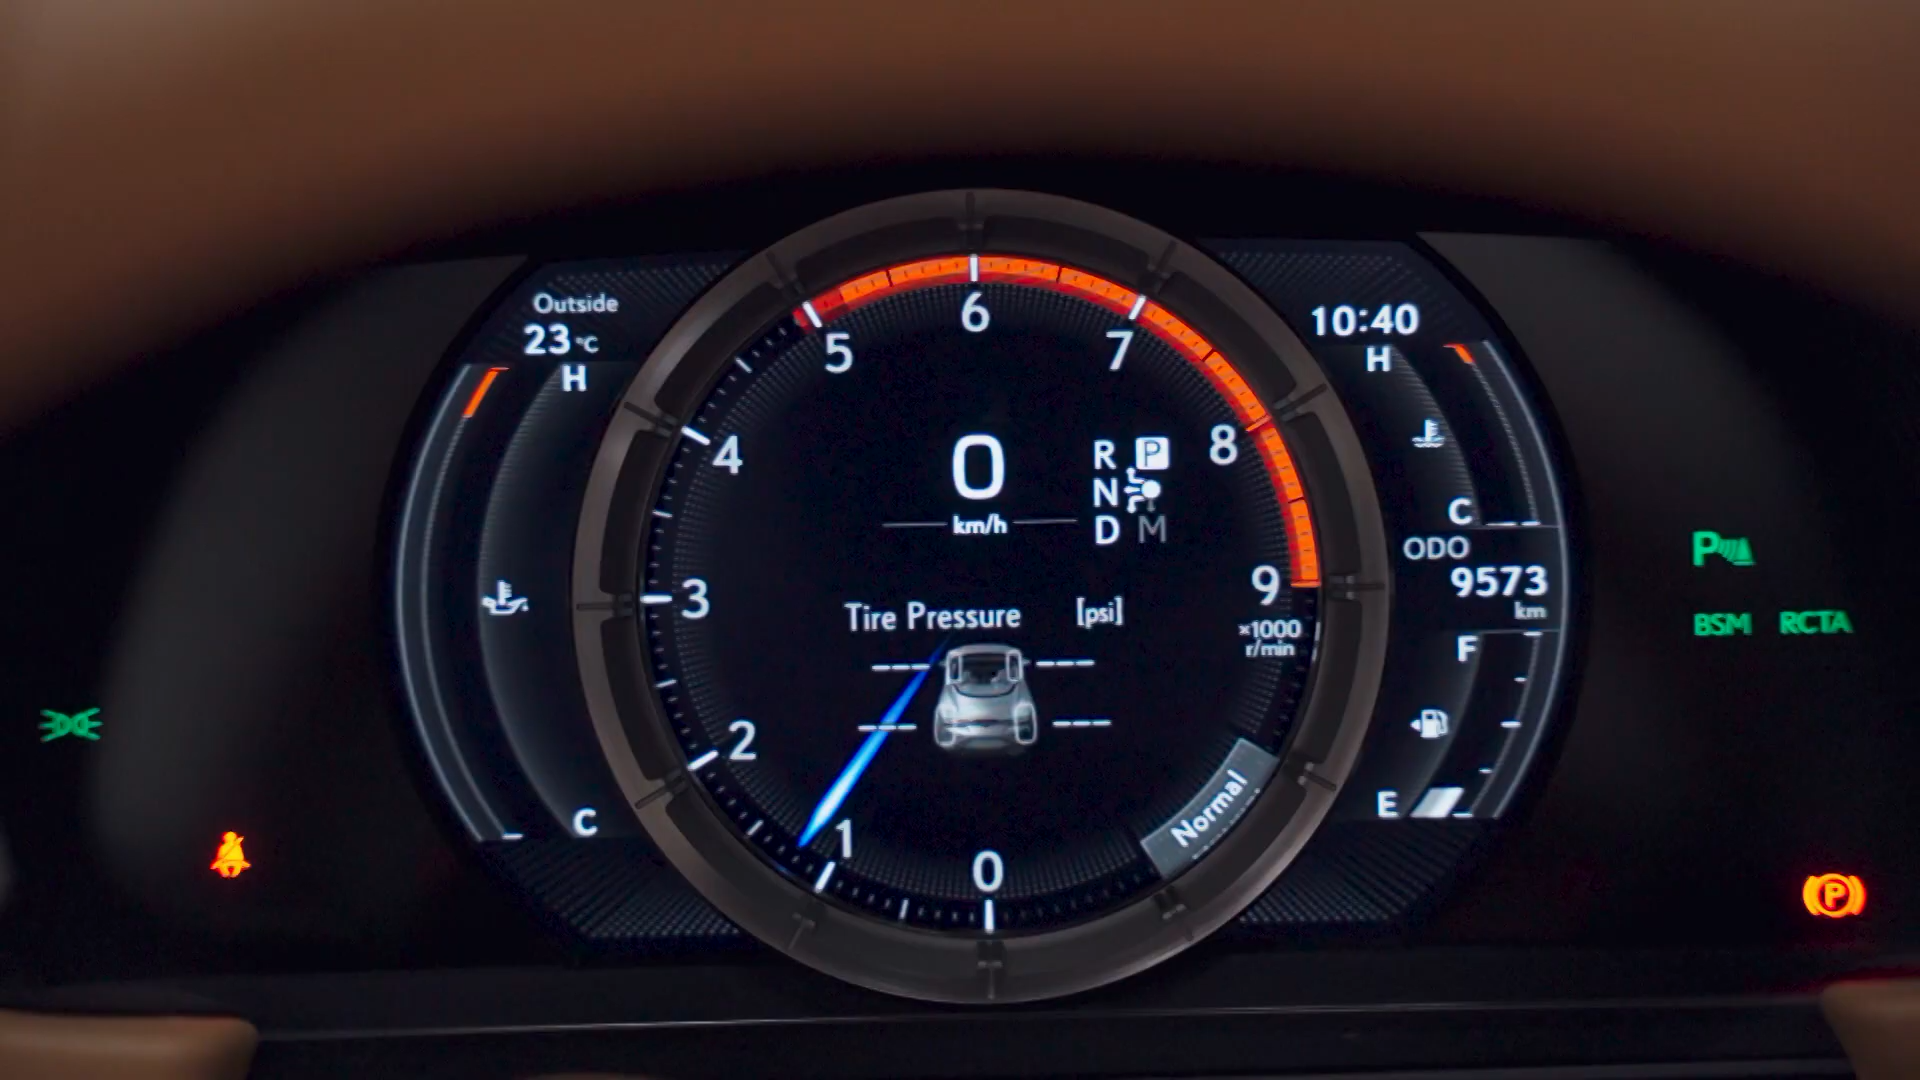 Outside
23 °C
H
C
5
6
7
4
8
3
9
2
1
0
×1000
r/min
0
km/h
R P
N
D M
Tire Pressure [psi]
--- ---
--- ---
Normal
10:40
H
C
ODO
9573
km
F
E
P
BSM RCTA
P